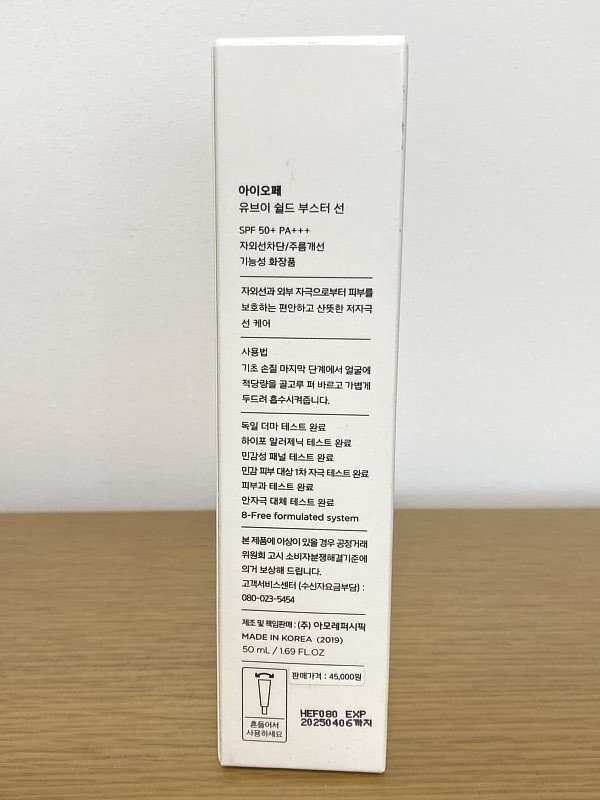 아이오페
유브이 쉴드 부스터 선
SPF 50+ PA+++
자외선차단/주름개선
기능성 화장품
자외선과 외부 자극으로부터 피부를
보호하는 편안하고 산뜻한 저자극
선 케어
사용법
기초 손질 마지막 단계에서 얼굴에
적당량을 골고루 펴 바르고 가볍게
두드려 흡수시켜줍니다.
독일 더마 테스트 완료
하이포 알러제닉 테스트 완료
민감성 패널 테스트 완료
민감 피부 대상 1차 자극 테스트 완료
피부과 테스트 완료
안자극 대체 테스트 완료
8-Free formulated system
본 제품에 이상이 있을 경우 공정거래
위원회 고시 소비자분쟁해결기준에
의거 보상해 드립니다.
고객서비스센터 (수신자요금부담) :
080-023-5454
제조 및 책임판매 : (주) 아모레퍼시픽
MADE IN KOREA (2019)
50 mL / 1.69 FL.OZ
판매가격 : 45,000원
흔들어서
사용하세요
HEF080 EXP
20250406까지